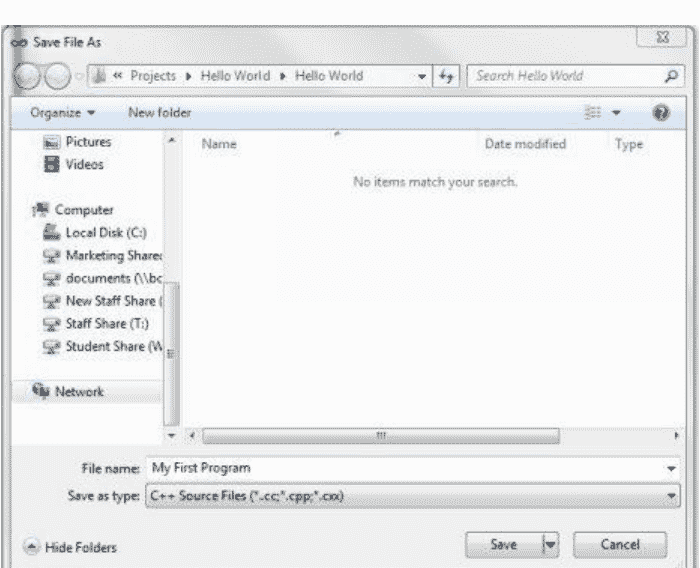 Save File As
« Projects ▸ Hello World ▸ Hello World
Search Hello World
Organize
New folder
Pictures
Videos
Computer
Local Disk (C:)
Marketing Share
documents (\\bc
New Staff Share (
Staff Share (T:)
Student Share (W
Network
Name
Date modified
Type
No items match your search.
File name: My First Program
Save as type: C++ Source Files (*.cc;*.cpp;*.cxx)
Hide Folders
Save
Cancel